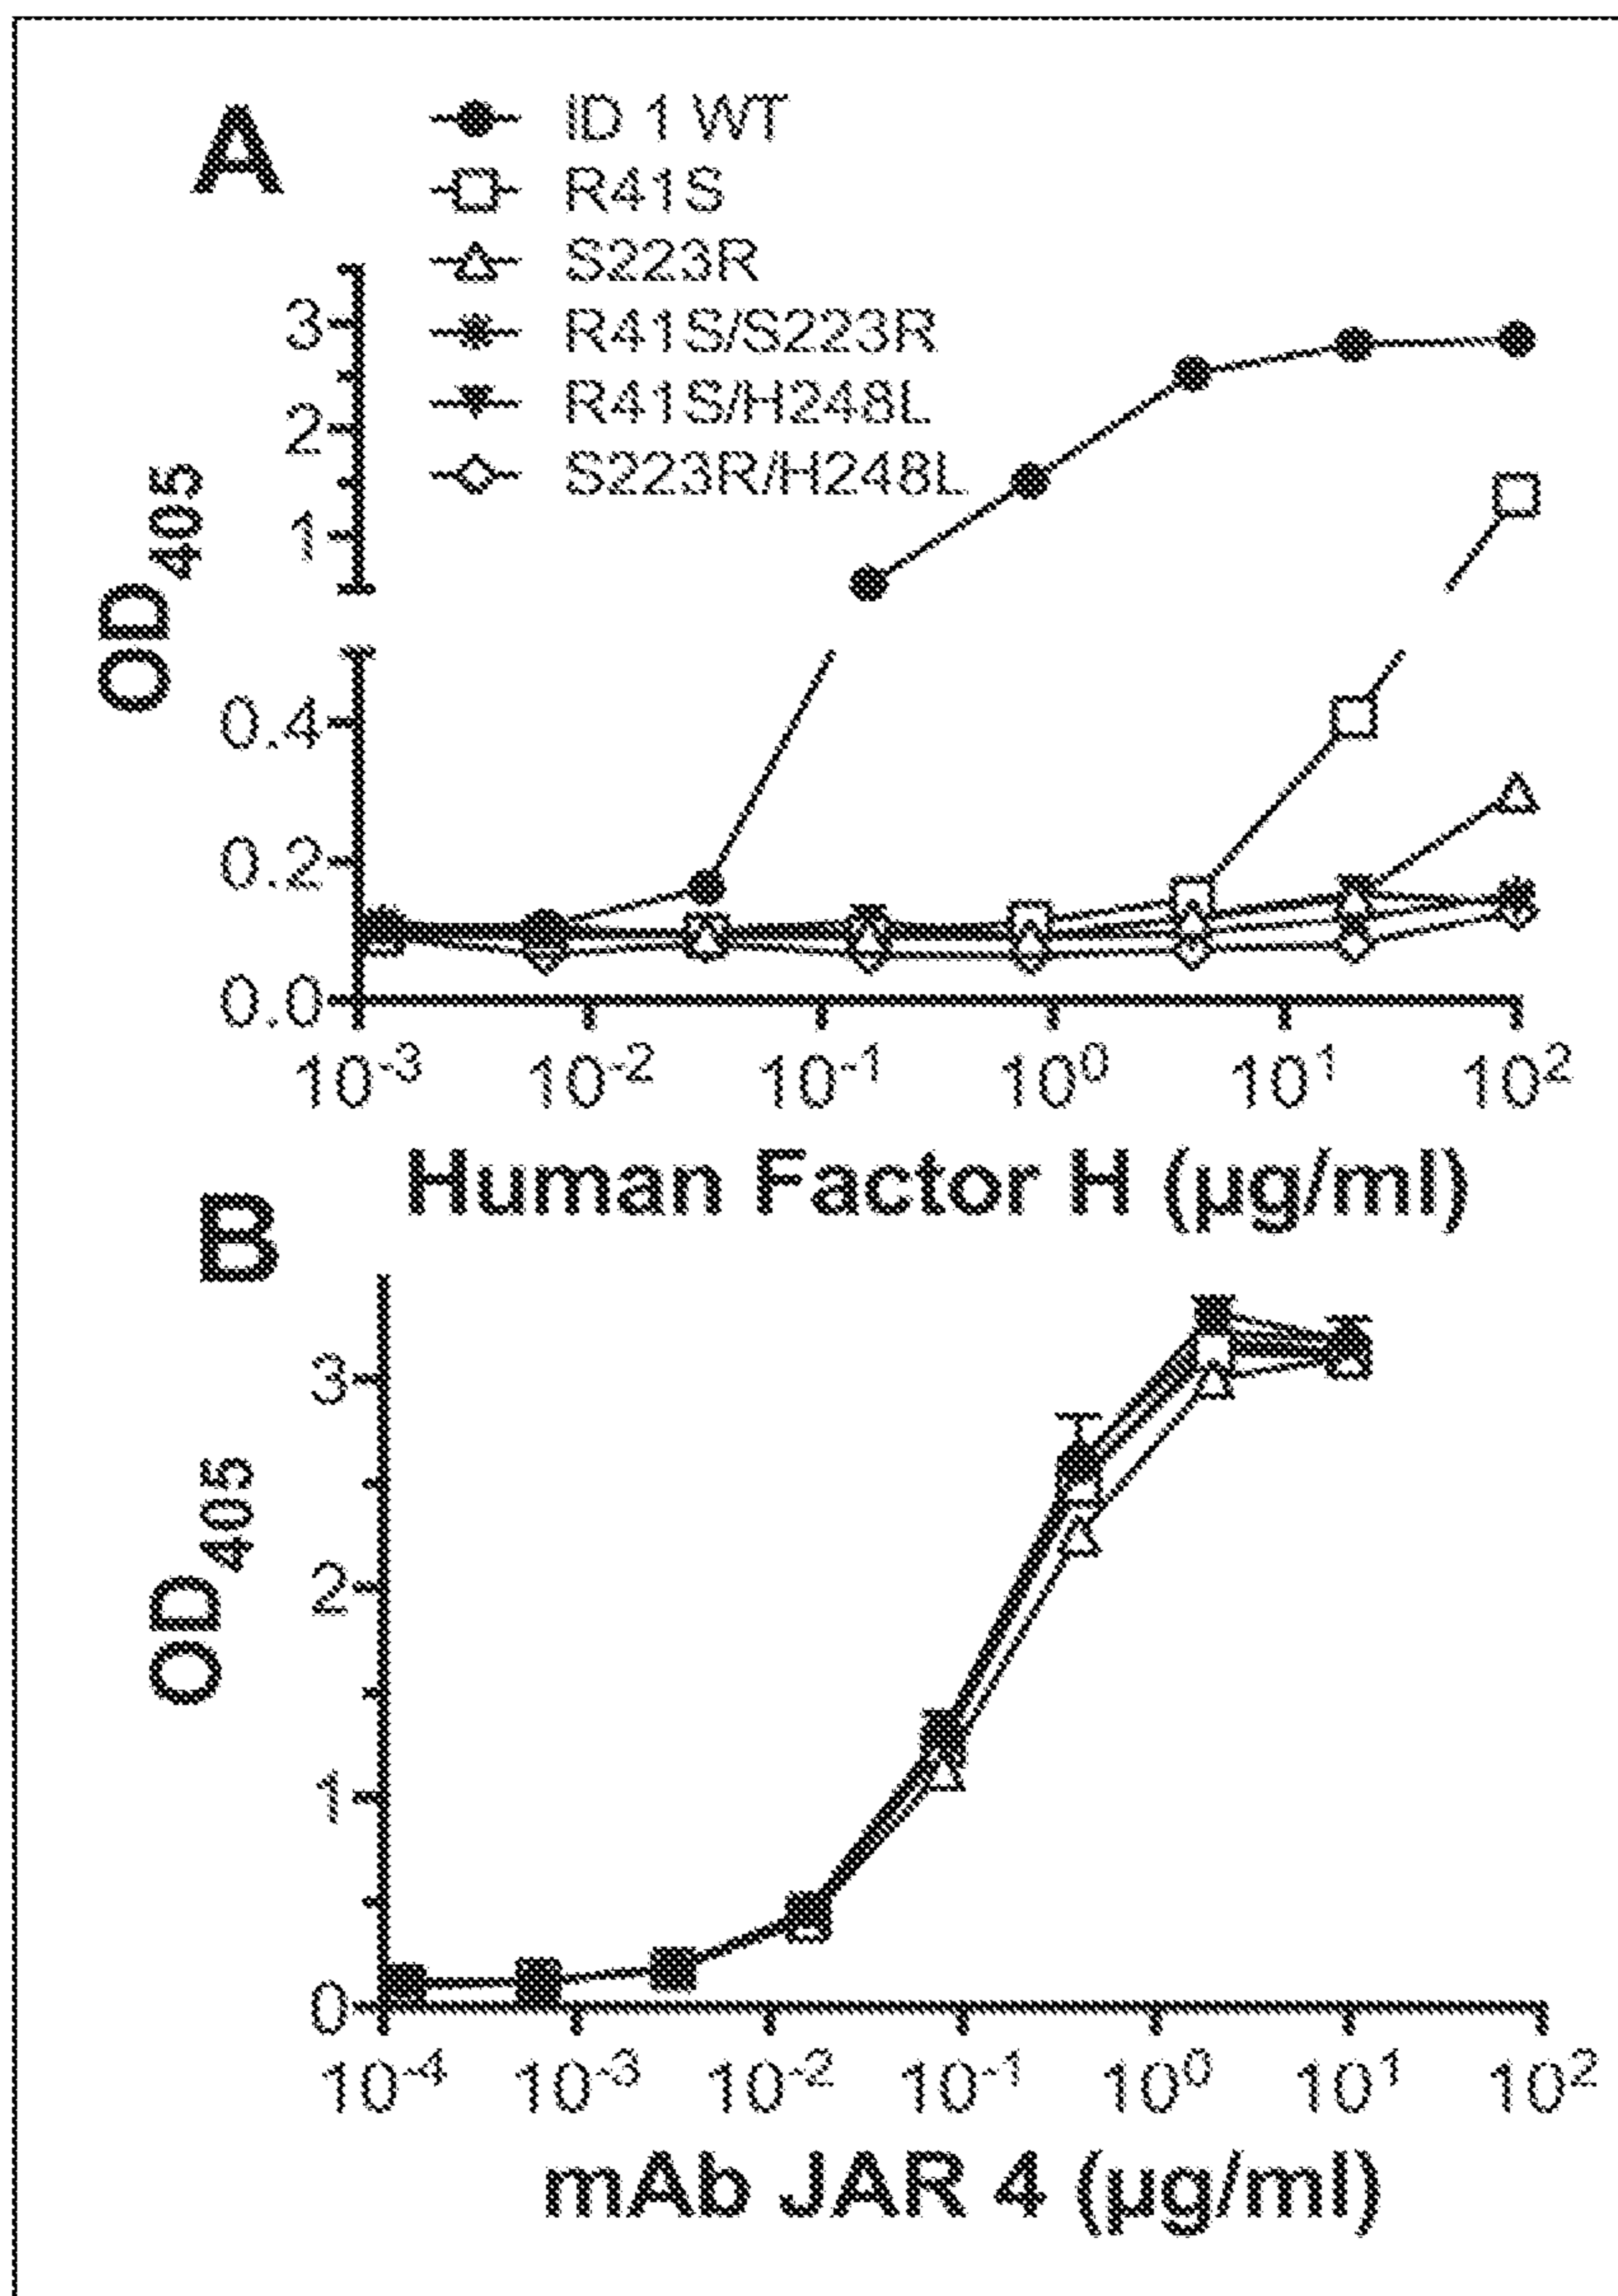 A
ID 1 WT
R41S
S223R
R41S/S223R
R41S/H248L
S223R/H248L
OD405
3
2
1
0.4
0.2
0.0
10-3 10-2 10-1 100 101 102
Human Factor H (µg/ml)
B
OD405
3
2
1
0
10-4 10-3 10-2 10-1 100 101 102
mAb JAR 4 (µg/ml)